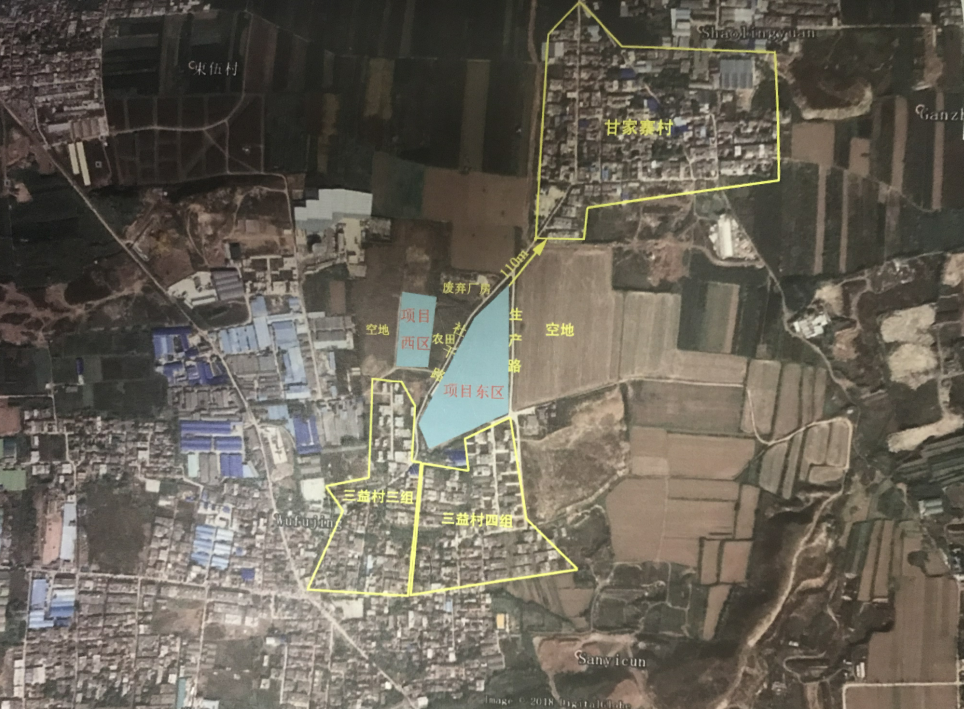 Shaolingyuan
東伍村
Ganzh
甘家寨村
110m
废弃厂房
生产路
项目西区
空地
农田
空地
项目东区
三益村三组
Wufujing
三益村四组
Sanyicun
Image © 2018 DigitalGlobe